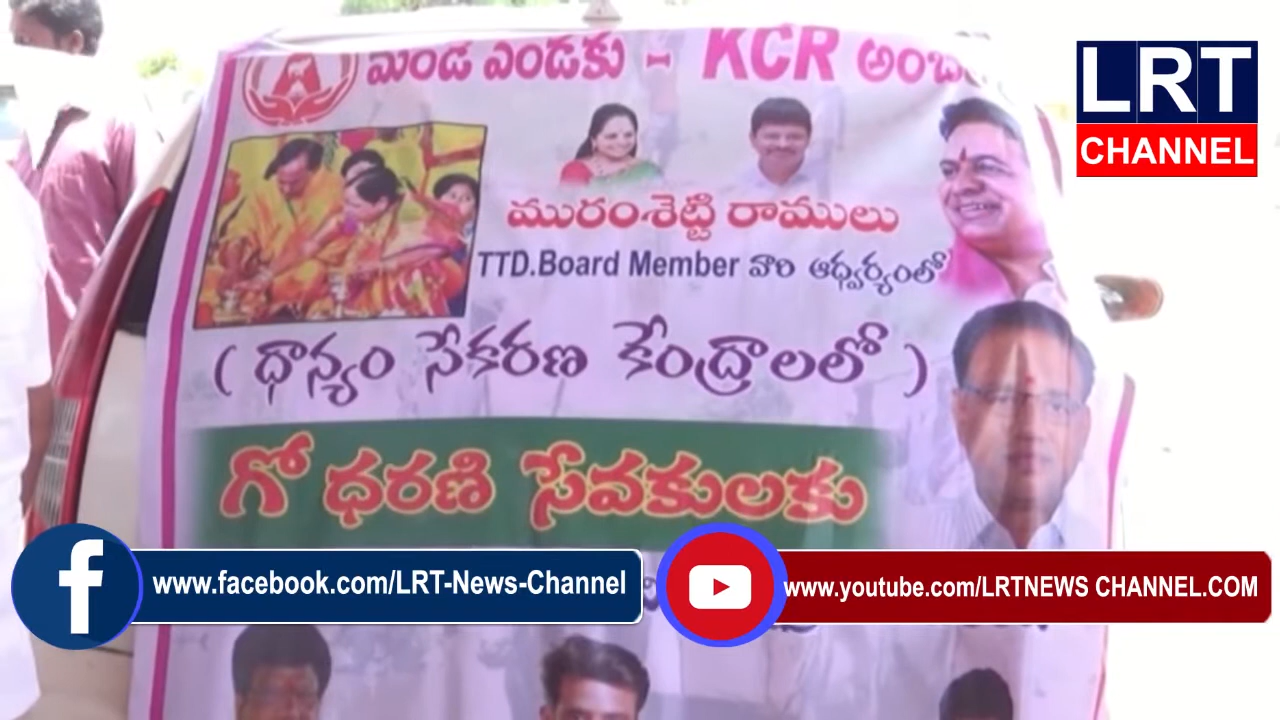 మండ ఎండకు - KCR
మురంశెట్టి రాములు
TTD.Board Member వారి ఆధ్వర్యంలో
( ధాన్యం సేకరణ కేంద్రాలలో )
గో ధరణి సేవకులకు
LRT
CHANNEL
www.facebook.com/LRT-News-Channel
www.youtube.com/LRTNEWS CHANNEL.COM